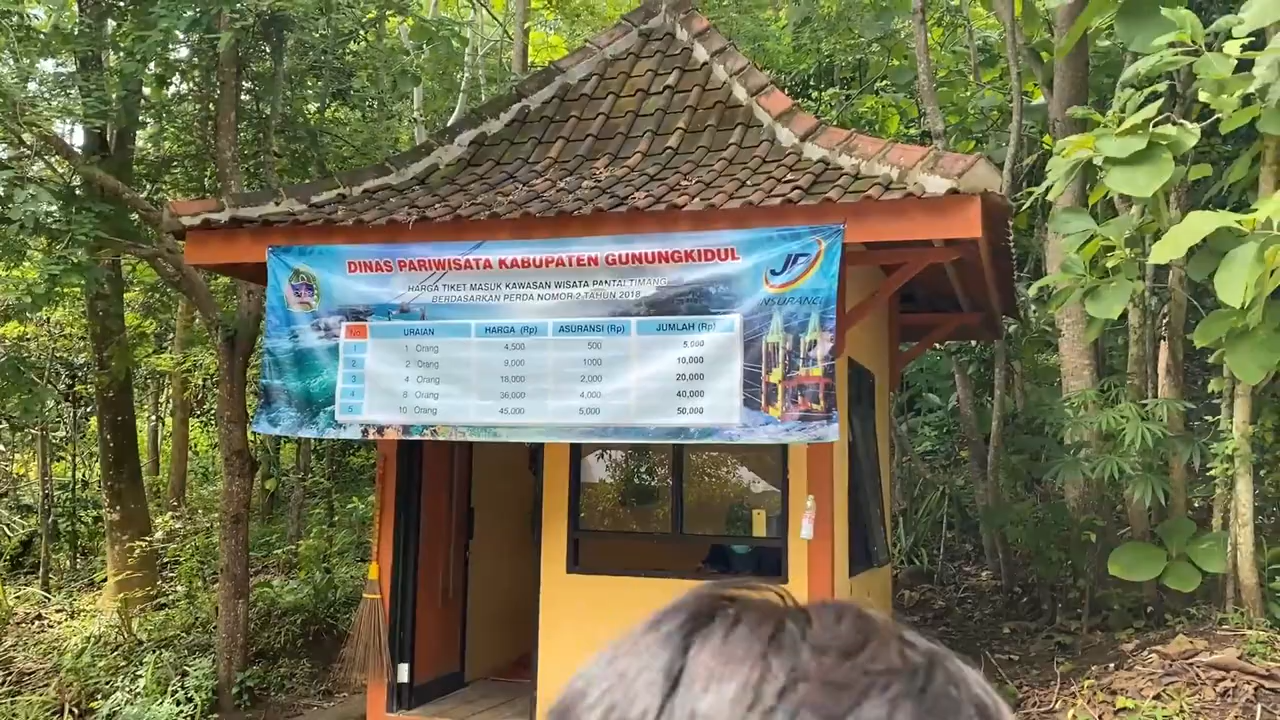 DINAS PARIWISATA KABUPATEN GUNUNGKIDUL
HARGA TIKET MASUK KAWASAN WISATA PANTAI TIMANG
BERDASARKAN PERDA NOMOR 2 TAHUN 2018
JR
INSURANCE
No URAIAN HARGA (Rp) ASURANSI (Rp) JUMLAH (Rp)
1 1 Orang 4,500 500 5,000
2 2 Orang 9,000 1000 10,000
3 4 Orang 18,000 2,000 20,000
4 8 Orang 36,000 4,000 40,000
5 10 Orang 45,000 5,000 50,000